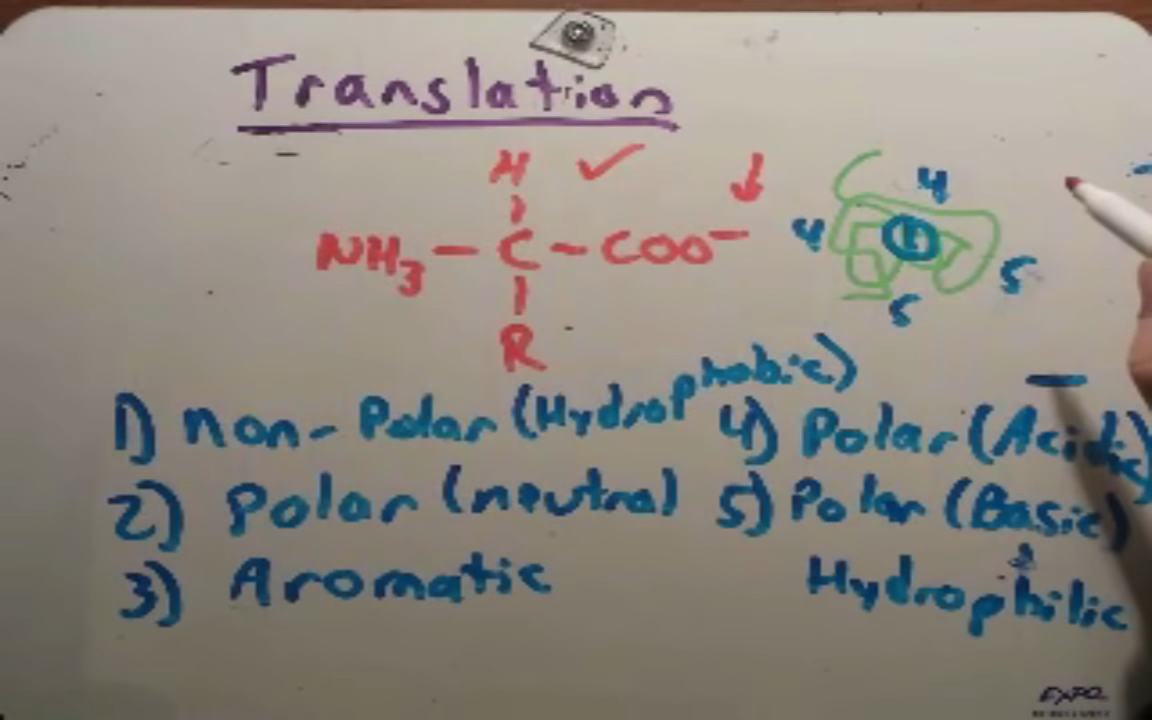 Translation
H
NH3 - C - COO-
R
4
4 1 5
5
1) non-Polar (Hydrophobic)
2) Polar (neutral)
3) Aromatic
4) Polar (Acidic)
5) Polar (Basic)
Hydrophilic
EXPO